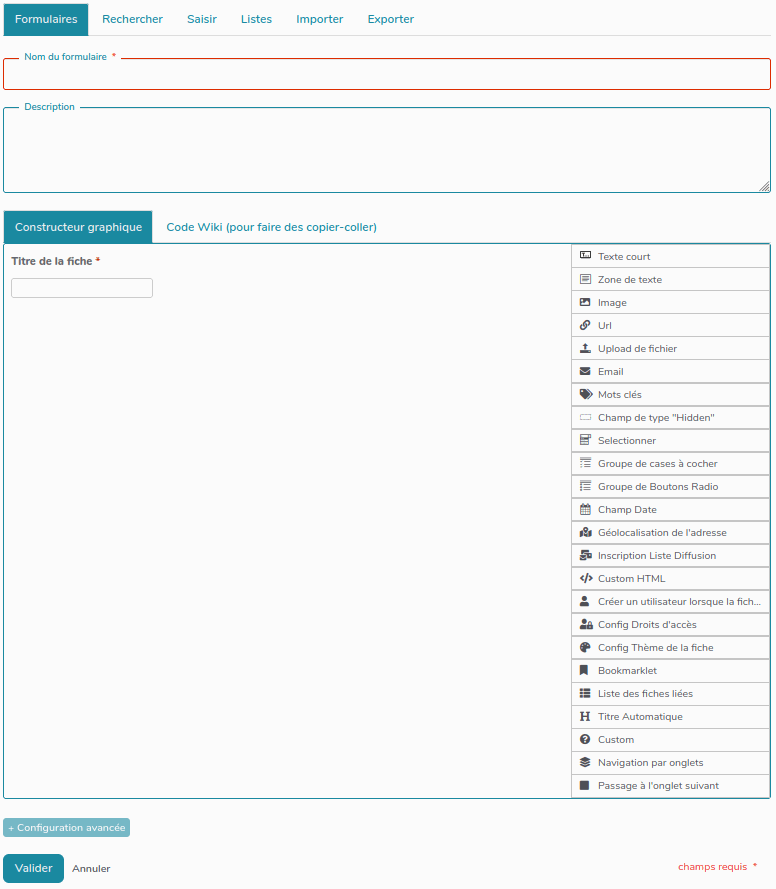 Formulaires Rechercher Saisir Listes Importer Exporter
Nom du formulaire *
Description
Constructeur graphique Code Wiki (pour faire des copier-coller)
Titre de la fiche *
Texte court
Zone de texte
Image
Url
Upload de fichier
Email
Mots clés
Champ de type "Hidden"
Selectionner
Groupe de cases à cocher
Groupe de Boutons Radio
Champ Date
Géolocalisation de l'adresse
Inscription Liste Diffusion
Custom HTML
Créer un utilisateur lorsque la fich...
Config Droits d'accès
Config Thème de la fiche
Bookmarklet
Liste des fiches liées
Titre Automatique
Custom
Navigation par onglets
Passage à l'onglet suivant
+ Configuration avancée
Valider Annuler champs requis *